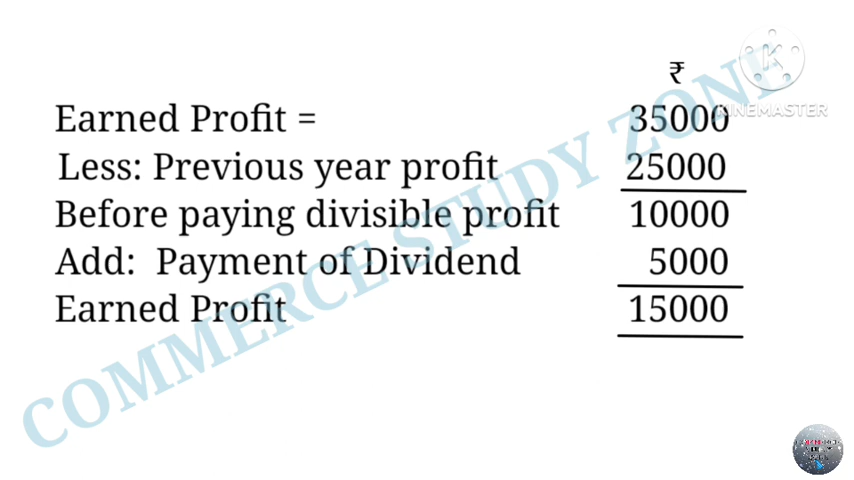 ₹
KINEMASTER
Earned Profit = 35000
Less: Previous year profit 25000
Before paying divisible profit 10000
Add: Payment of Dividend 5000
Earned Profit 15000
COMMERCE STUDY ZONE